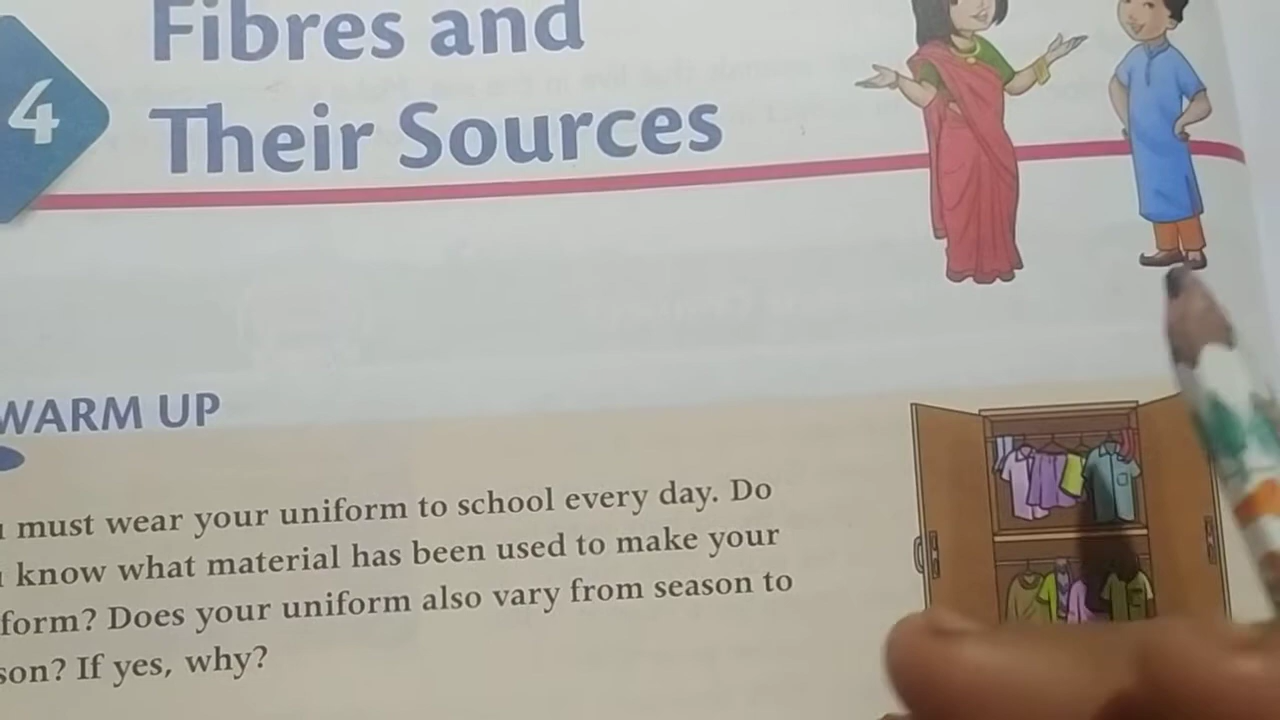 4
Fibres and
Their Sources
WARM UP
must wear your uniform to school every day. Do
know what material has been used to make your
form? Does your uniform also vary from season to
son? If yes, why?